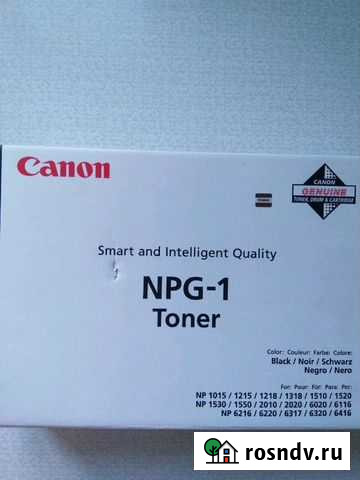 Canon
CANON
GENUINE
TONER, DRUM & CARTRIDGE
Smart and Intelligent Quality
NPG-1
Toner
Color: Couleur: Farbe: Colore:
Black / Noir / Schwarz
Negro / Nero
For: Pour: Für: Para: Per:
NP 1015 / 1215 / 1218 / 1318 / 1510 / 1520
NP 1530 / 1550 / 2010 / 2020 / 6020 / 6116
NP 6216 / 6220 / 6317 / 6320 / 6416
rosndv.ru